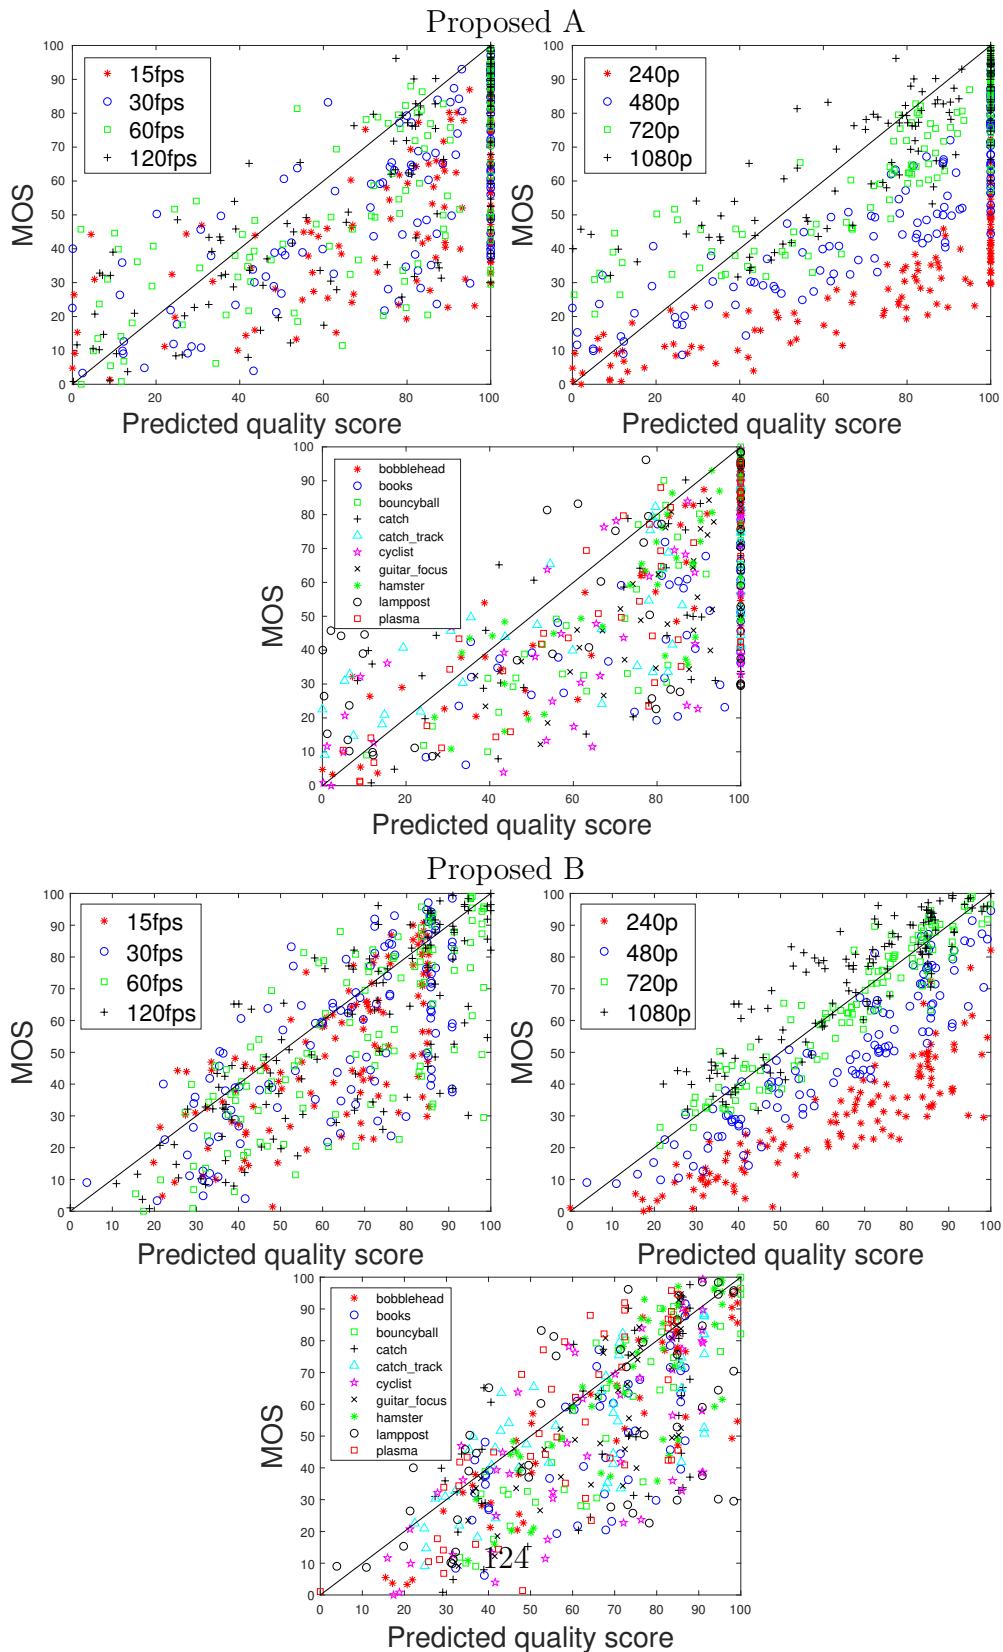 Proposed A
100
90
80
70
60
50
40
30
20
10
0
MOS
15fps
30fps
60fps
120fps
0 20 40 60 80 100
Predicted quality score
100
90
80
70
60
50
40
30
20
10
0
MOS
240p
480p
720p
1080p
0 20 40 60 80 100
Predicted quality score
100
90
80
70
60
50
40
30
20
10
0
MOS
bobblehead
books
bouncyball
catch
catch_track
cyclist
guitar_focus
hamster
lamppost
plasma
0 20 40 60 80 100
Predicted quality score
Proposed B
100
90
80
70
60
50
40
30
20
10
0
MOS
15fps
30fps
60fps
120fps
0 10 20 30 40 50 60 70 80 90 100
Predicted quality score
100
90
80
70
60
50
40
30
20
10
0
MOS
240p
480p
720p
1080p
0 10 20 30 40 50 60 70 80 90 100
Predicted quality score
100
90
80
70
60
50
40
30
20
10
0
MOS
bobblehead
books
bouncyball
catch
catch_track
cyclist
guitar_focus
hamster
lamppost
plasma
124
0 10 20 30 40 50 60 70 80 90 100
Predicted quality score